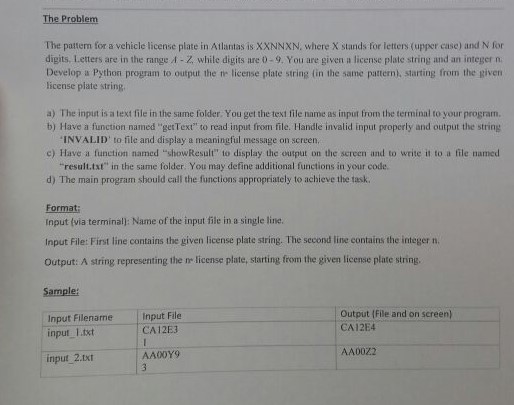 The Problem
The pattern for a vehicle license plate in Atlantas is XXNNXN, where X stands for letters (upper case) and N for
digits. Letters are in the range A - Z, while digits are 0 - 9. You are given a license plate string and an integer n.
Develop a Python program to output the nth license plate string (in the same pattern), starting from the given
license plate string.
a) The input is a text file in the same folder. You get the text file name as input from the terminal to your program.
b) Have a function named "getText" to read input from file. Handle invalid input properly and output the string
'INVALID' to file and display a meaningful message on screen.
c) Have a function named "showResult" to display the output on the screen and to write it to a file named
"result.txt" in the same folder. You may define additional functions in your code.
d) The main program should call the functions appropriately to achieve the task.
Format:
Input (via terminal): Name of the input file in a single line.
Input File: First line contains the given license plate string. The second line contains the integer n.
Output: A string representing the nth license plate, starting from the given license plate string.
Sample:
Input Filename Input File Output (File and on screen)
input_1.txt CA12E3 CA12E4
1
input_2.txt AA00Y9 AA00Z2
3